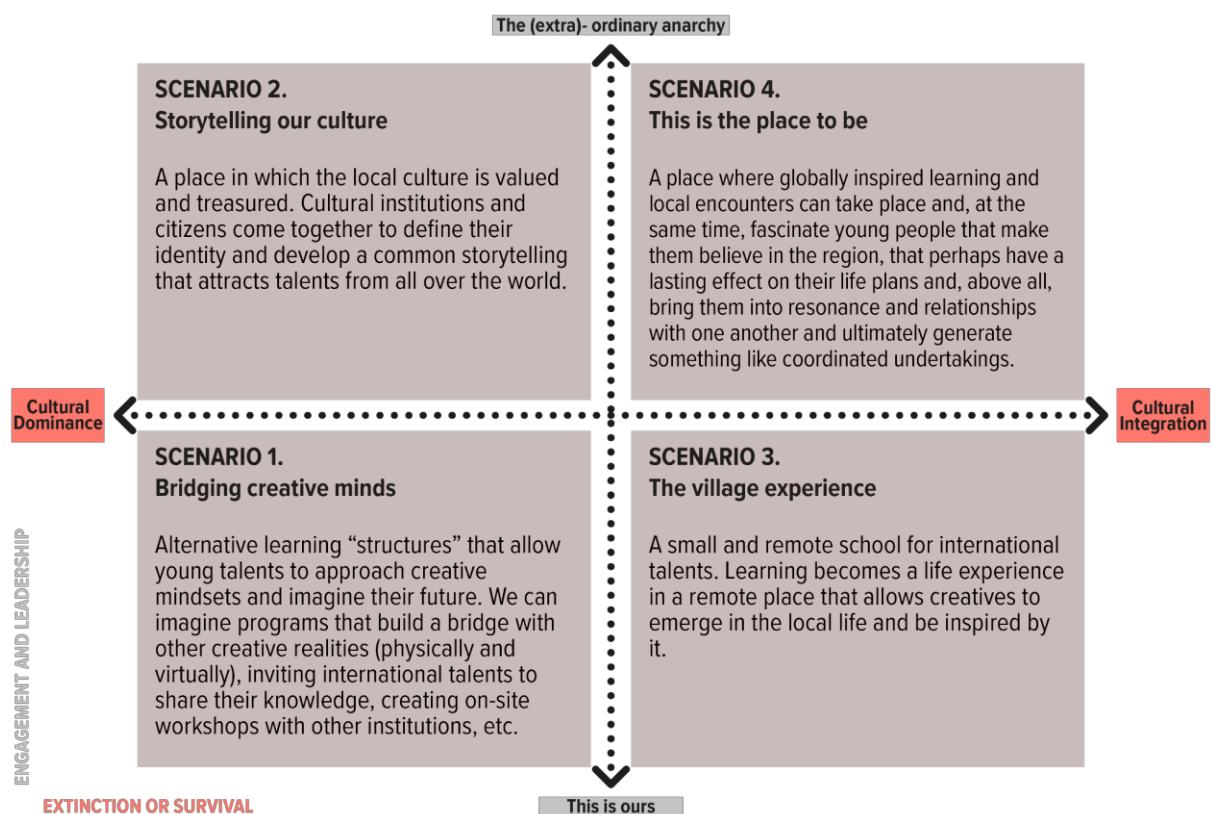 The (extra)- ordinary anarchy
SCENARIO 2.
Storytelling our culture
A place in which the local culture is valued
and treasured. Cultural institutions and
citizens come together to define their
identity and develop a common storytelling
that attracts talents from all over the world.
SCENARIO 4.
This is the place to be
A place where globally inspired learning and
local encounters can take place and, at the
same time, fascinate young people that make
them believe in the region, that perhaps have a
lasting effect on their life plans and, above all,
bring them into resonance and relationships
with one another and ultimately generate
something like coordinated undertakings.
Cultural
Dominance
Cultural
Integration
SCENARIO 1.
Bridging creative minds
Alternative learning “structures” that allow
young talents to approach creative
mindsets and imagine their future. We can
imagine programs that build a bridge with
other creative realities (physically and
virtually), inviting international talents to
share their knowledge, creating on-site
workshops with other institutions, etc.
SCENARIO 3.
The village experience
A small and remote school for international
talents. Learning becomes a life experience
in a remote place that allows creatives to
emerge in the local life and be inspired by
it.
ENGAGEMENT AND LEADERSHIP
EXTINCTION OR SURVIVAL
This is ours